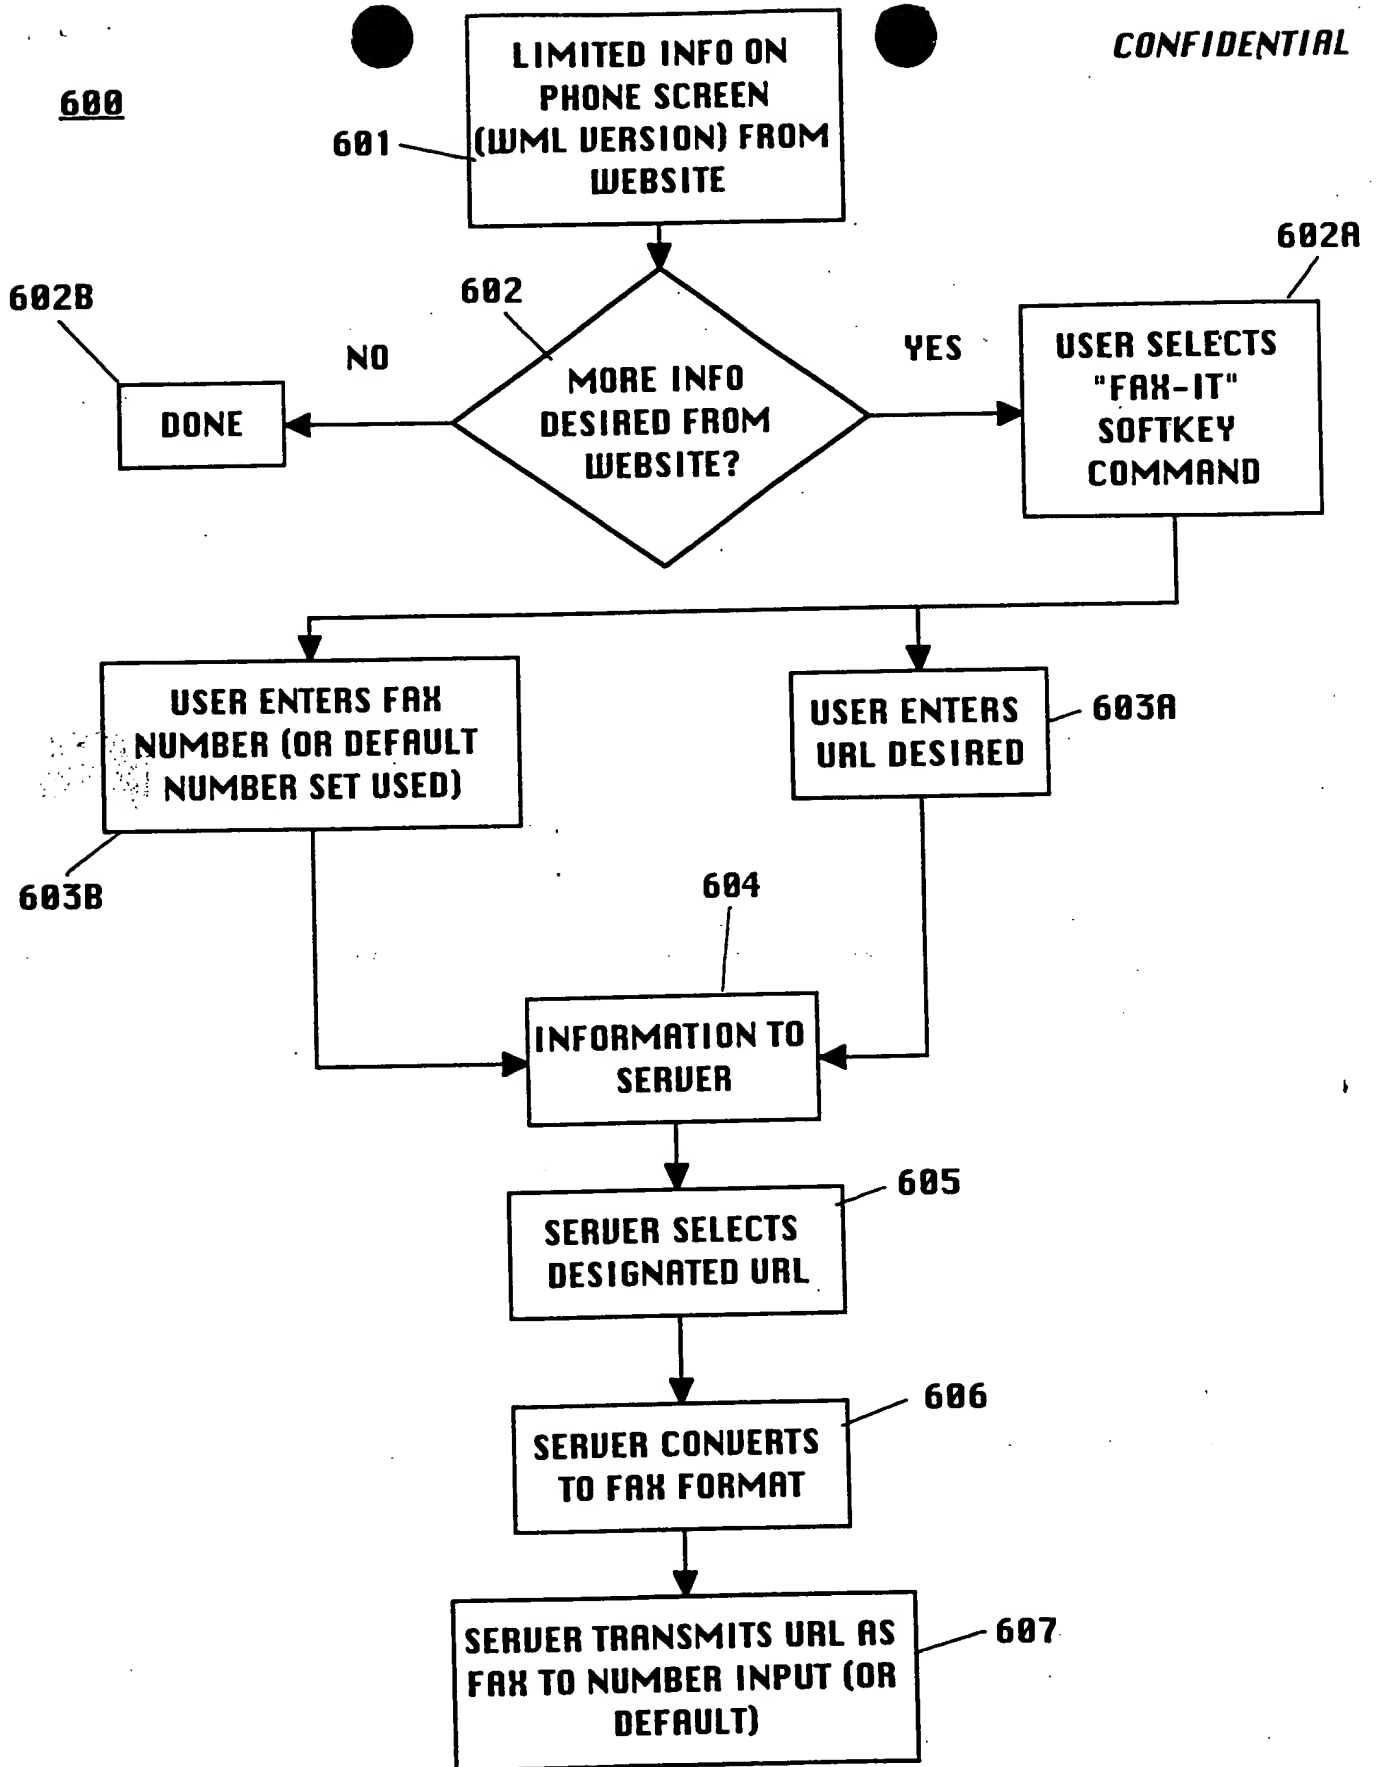 CONFIDENTIAL
600
LIMITED INFO ON
PHONE SCREEN
(WML VERSION) FROM
WEBSITE
601
602A
602B
602
NO
YES
USER SELECTS
"FAX-IT"
SOFTKEY
COMMAND
MORE INFO
DESIRED FROM
WEBSITE?
DONE
USER ENTERS FAX
NUMBER (OR DEFAULT
NUMBER SET USED)
603B
USER ENTERS
URL DESIRED
603A
604
INFORMATION TO
SERVER
605
SERVER SELECTS
DESIGNATED URL
606
SERVER CONVERTS
TO FAX FORMAT
607
SERVER TRANSMITS URL AS
FAX TO NUMBER INPUT (OR
DEFAULT)